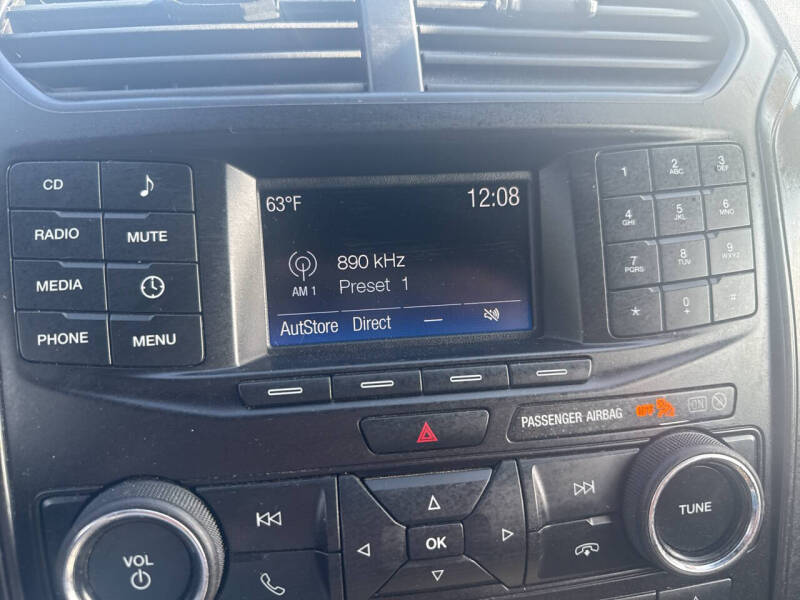 CD
RADIO
MUTE
MEDIA
PHONE
MENU
63°F
12:08
890 kHz
AM 1
Preset 1
AutStore Direct —
1
2 ABC
3 DEF
4 GHI
5 JKL
6 MNO
7 PQRS
8 TUV
9 WXYZ
*
0 +
#
PASSENGER AIRBAG
ON
VOL
OK
TUNE